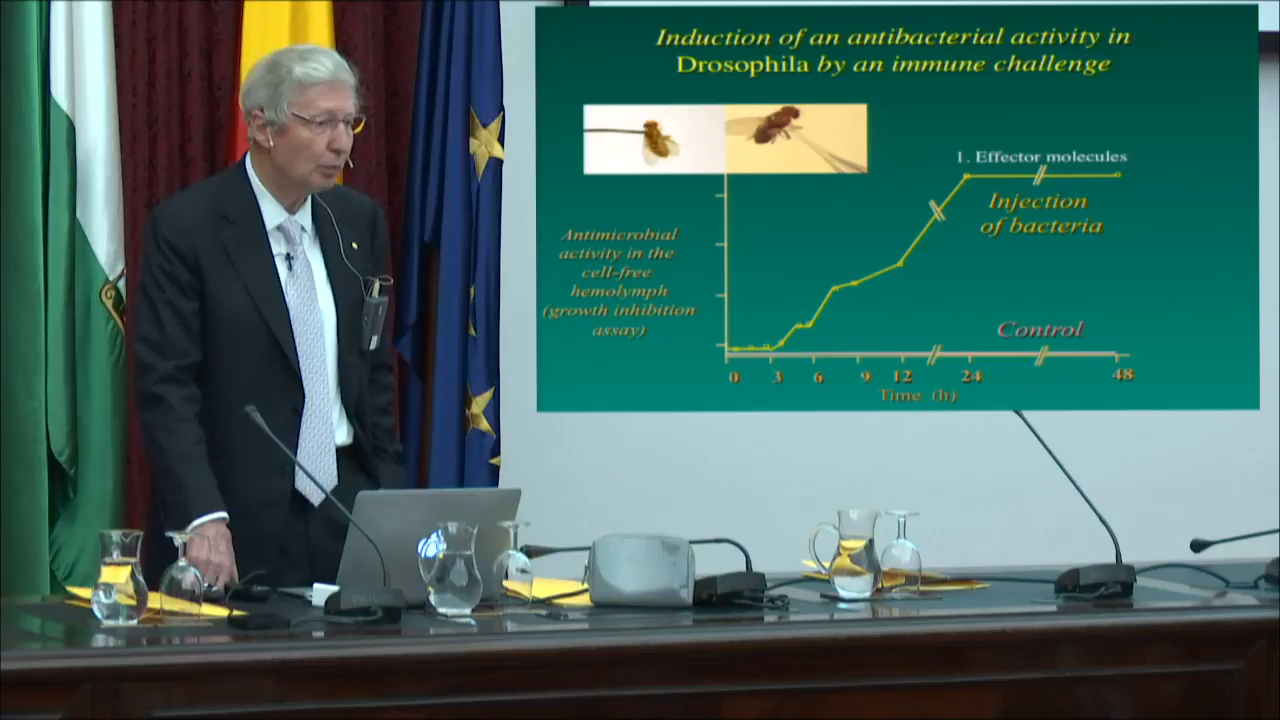 Induction of an antibacterial activity in
Drosophila by an immune challenge
1. Effector molecules
Injection
of bacteria
Antimicrobial
activity in the
cell-free
hemolymph
(growth inhibition
assay)
Control
0 3 6 9 12 24 48
Time (h)